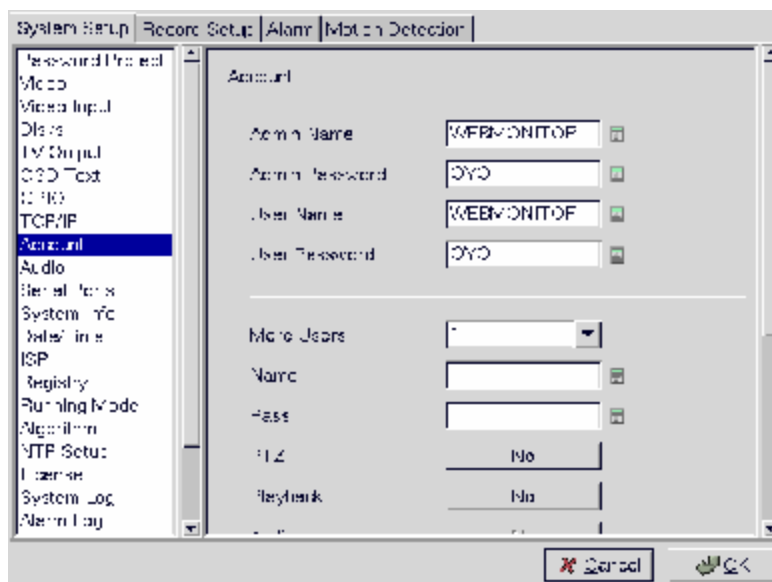 System Setup Record Setup Alarm Motion Detection
Password Protect
Video
Video Input
Disks
TV Output
OSD Text
GPIO
TCP/IP
Account
Audio
Serial Ports
System Info
Date/Time
ISP
Registry
Running Mode
Algorithm
NTP Setup
License
System Log
Alarm Log
Account
Admin Name WEBMONITOR
Admin Password
User Name WEBMONITOR
User Password
More Users
Name
Pass
PTZ No
Playback No
Cancel OK